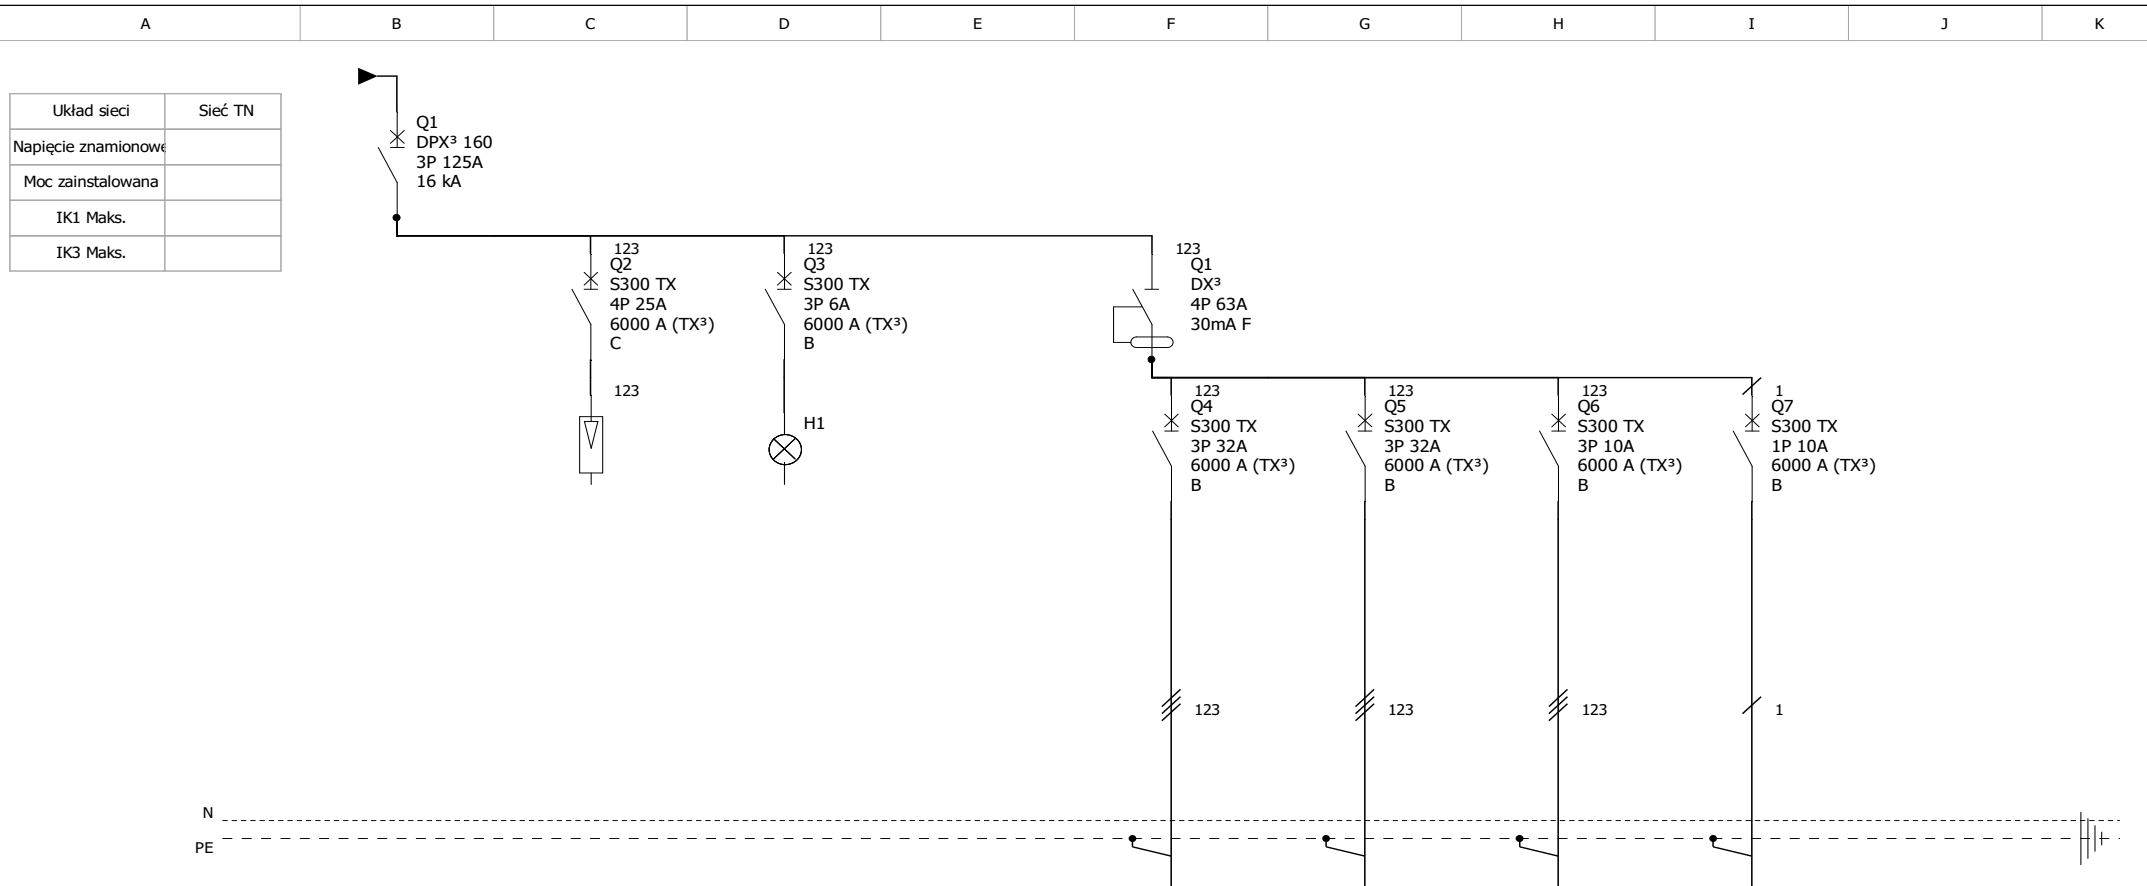 A B C D E F G H I J K
Układ sieci Sieć TN
Napięcie znamionowe
Moc zainstalowana
IK1 Maks.
IK3 Maks.
Q1
DPX³ 160
3P 125A
16 kA
123
Q2
S300 TX
4P 25A
6000 A (TX³)
C
123
123
Q3
S300 TX
3P 6A
6000 A (TX³)
B
H1
123
Q1
DX³
4P 63A
30mA F
123
Q4
S300 TX
3P 32A
6000 A (TX³)
B
123
123
Q5
S300 TX
3P 32A
6000 A (TX³)
B
123
123
Q6
S300 TX
3P 10A
6000 A (TX³)
B
123
1
Q7
S300 TX
1P 10A
6000 A (TX³)
B
1
N
PE